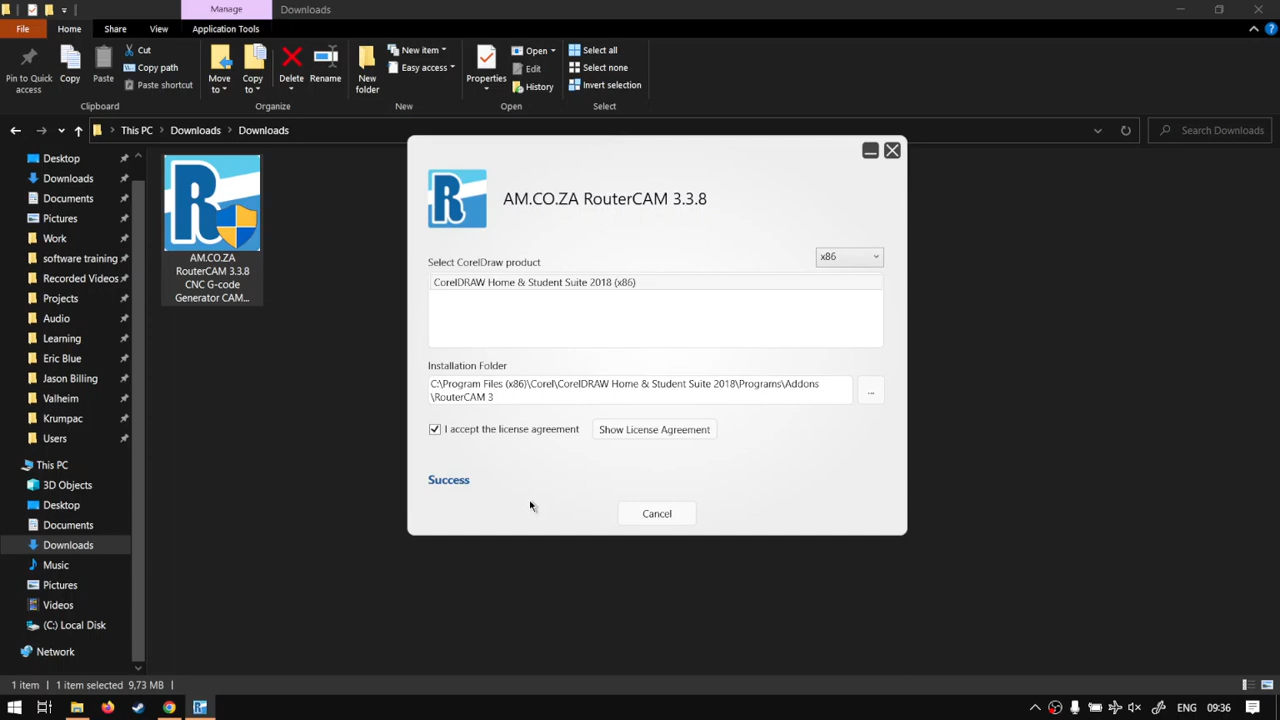 Manage
Downloads
File
Home
Share
View
Application Tools
Pin to Quick
access
Copy
Paste
Cut
Copy path
Paste shortcut
Clipboard
Move
to
Copy
to
Delete
Rename
Organize
New
folder
New item
Easy access
New
Properties
Open
Edit
History
Open
Select all
Select none
Invert selection
Select
This PC
Downloads
Downloads
Search Downloads
Desktop
Downloads
Documents
Pictures
Work
software training
Recorded Videos
Projects
Audio
Learning
Eric Blue
Jason Billing
Valheim
Krumpac
Users
This PC
3D Objects
Desktop
Documents
Downloads
Music
Pictures
Videos
(C:) Local Disk
Network
R
AM.CO.ZA
RouterCAM 3.3.8
CNC G-code
Generator CAM...
R
AM.CO.ZA RouterCAM 3.3.8
Select CorelDraw product
x86
CorelDRAW Home & Student Suite 2018 (x86)
Installation Folder
C:\Program Files (x86)\Corel\CorelDRAW Home & Student Suite 2018\Programs\Addons
\RouterCAM 3
...
I accept the license agreement
Show License Agreement
Success
Cancel
1 item
1 item selected 9,73 MB
ENG
09:36